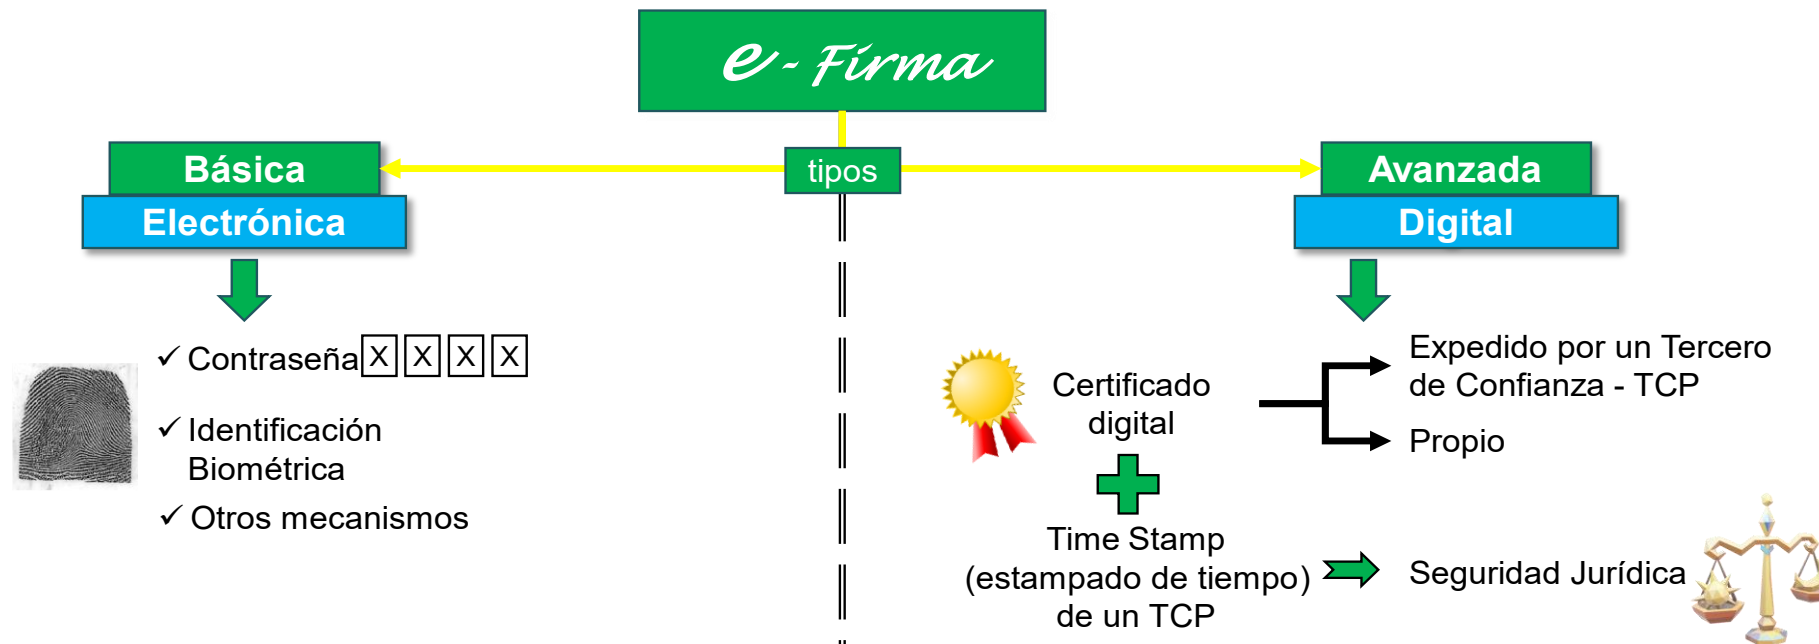 e - Firma
tipos
Básica
Electrónica
✓ Contraseña X X X X
✓ Identificación
Biométrica
✓ Otros mecanismos
Avanzada
Digital
Certificado
digital
Expedido por un Tercero
de Confianza - TCP
Propio
Time Stamp
(estampado de tiempo)
de un TCP
Seguridad Jurídica